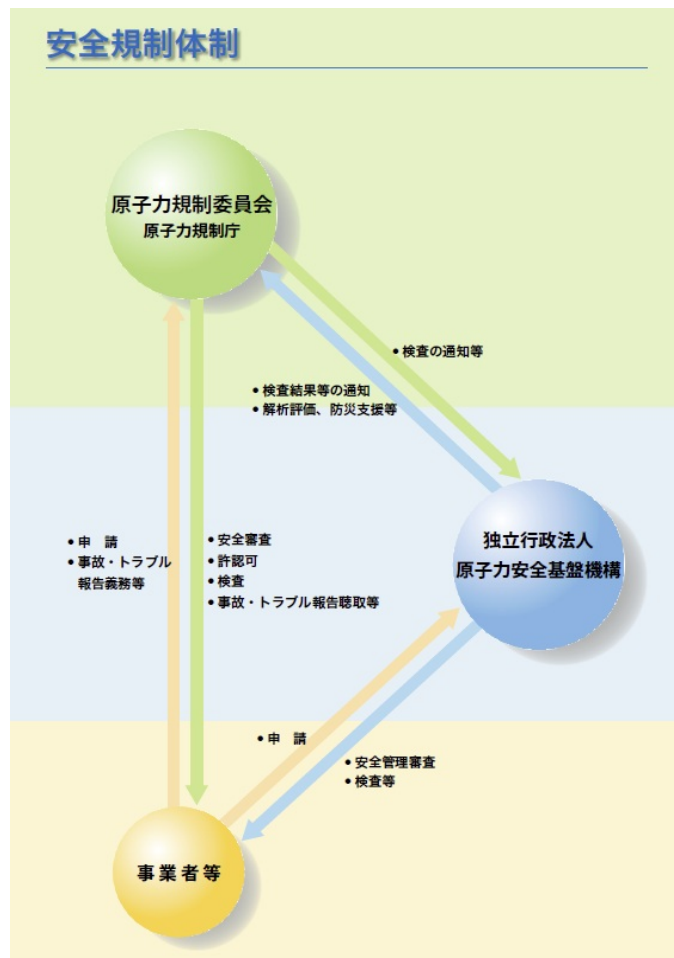 安全規制体制
原子力規制委員会
原子力規制庁
•検査の通知等
•検査結果等の通知
•解析評価、防災支援等
独立行政法人
原子力安全基盤機構
•申　請
•事故・トラブル
報告義務等
•安全審査
•許認可
•検査
•事故・トラブル報告聴取等
•申　請
•安全管理審査
•検査等
事業者等